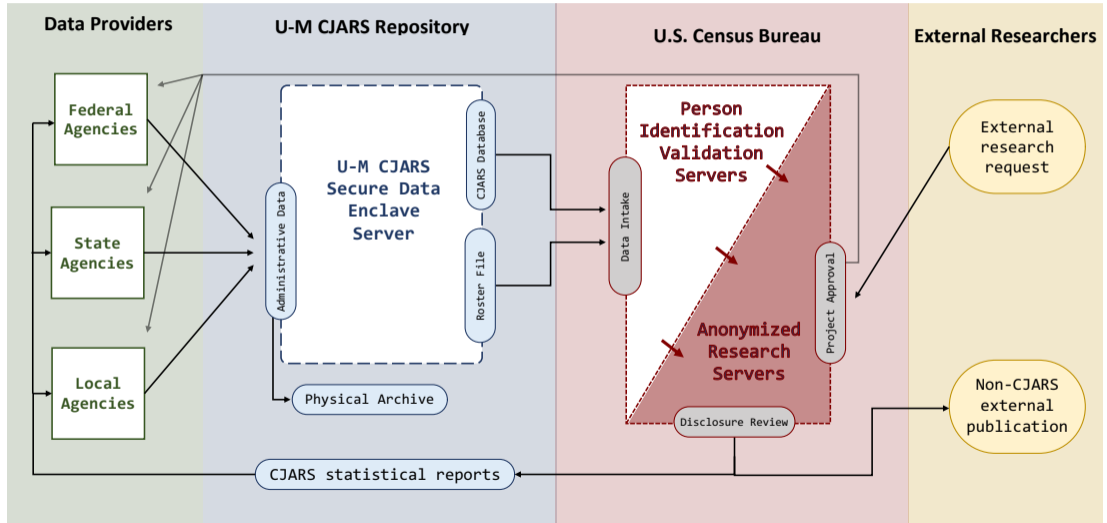 Data Providers
U-M CJARS Repository
U.S. Census Bureau
External Researchers
Federal
Agencies
State
Agencies
Local
Agencies
Administrative Data
U-M CJARS
Secure Data
Enclave
Server
CJARS Database
Roster File
Physical Archive
CJARS statistical reports
Data Intake
Person
Identification
Validation
Servers
Anonymized
Research
Servers
Project Approval
Disclosure Review
External
research
request
Non-CJARS
external
publication